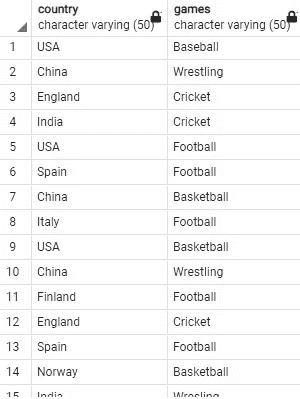 country games
character varying (50) character varying (50)
1 USA Baseball
2 China Wrestling
3 England Cricket
4 India Cricket
5 USA Football
6 Spain Football
7 China Basketball
8 Italy Football
9 USA Basketball
10 China Wrestling
11 Finland Football
12 England Cricket
13 Spain Football
14 Norway Basketball
15 India Wresling